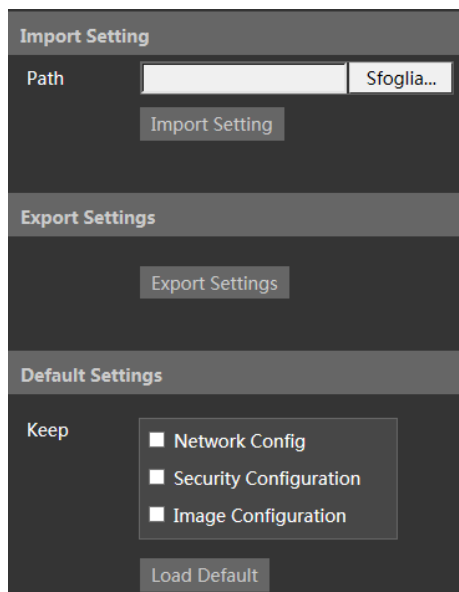 Import Setting
Path Sfoglia...
Import Setting
Export Settings
Export Settings
Default Settings
Keep
Network Config
Security Configuration
Image Configuration
Load Default